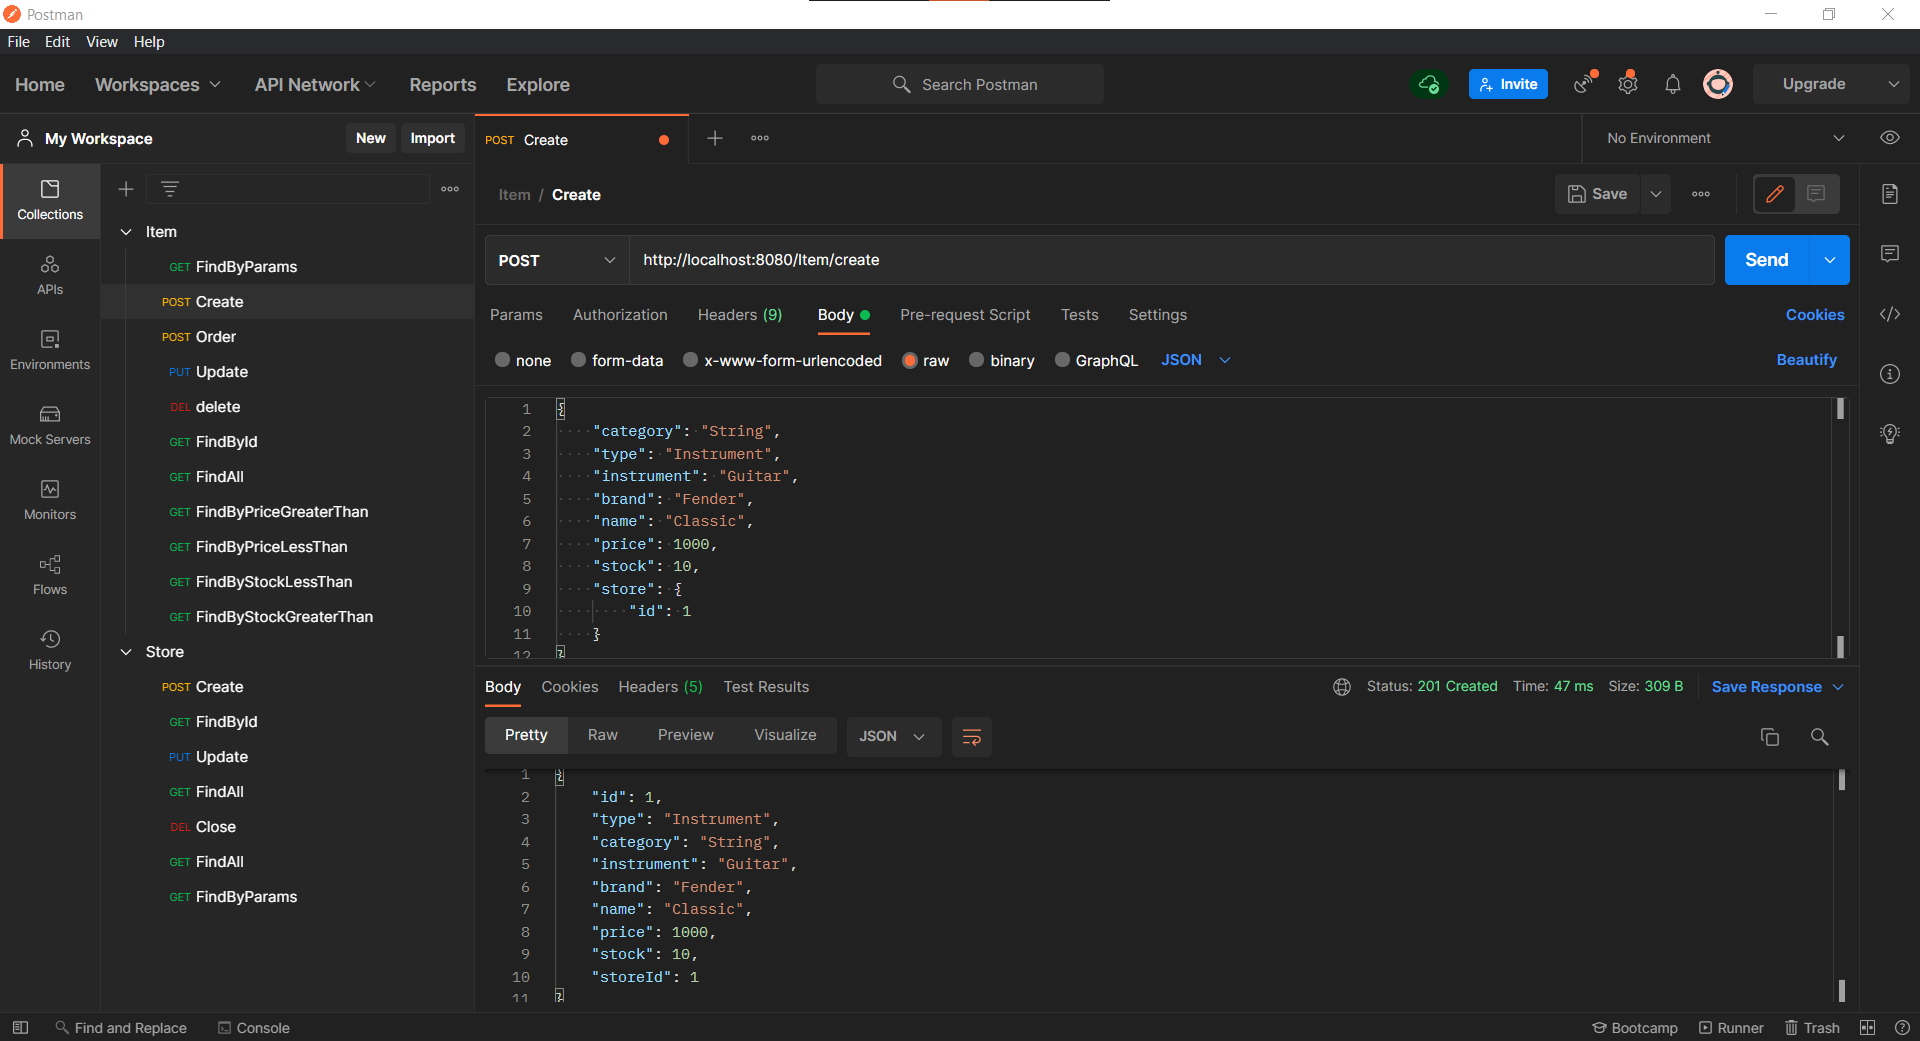 Postman
File Edit View Help
Home Workspaces API Network Reports Explore Search Postman Invite Upgrade
My Workspace New Import POST Create No Environment
Collections
APIs
Environments
Mock Servers
Monitors
Flows
History
Item
GET FindByParams
POST Create
POST Order
PUT Update
DEL delete
GET FindById
GET FindAll
GET FindByPriceGreaterThan
GET FindByPriceLessThan
GET FindByStockLessThan
GET FindByStockGreaterThan
Store
POST Create
GET FindById
PUT Update
GET FindAll
DEL Close
GET FindAll
GET FindByParams
Item / Create Save
POST http://localhost:8080/Item/create Send
Params Authorization Headers (9) Body Pre-request Script Tests Settings Cookies
none form-data x-www-form-urlencoded raw binary GraphQL JSON Beautify
1 {
2 "category": "String",
3 "type": "Instrument",
4 "instrument": "Guitar",
5 "brand": "Fender",
6 "name": "Classic",
7 "price": 1000,
8 "stock": 10,
9 "store": {
10 "id": 1
11 }
12 }
Body Cookies Headers (5) Test Results Status: 201 Created Time: 47 ms Size: 309 B Save Response
Pretty Raw Preview Visualize JSON
1 {
2 "id": 1,
3 "type": "Instrument",
4 "category": "String",
5 "instrument": "Guitar",
6 "brand": "Fender",
7 "name": "Classic",
8 "price": 1000,
9 "stock": 10,
10 "storeId": 1
11 }
Find and Replace Console Bootcamp Runner Trash